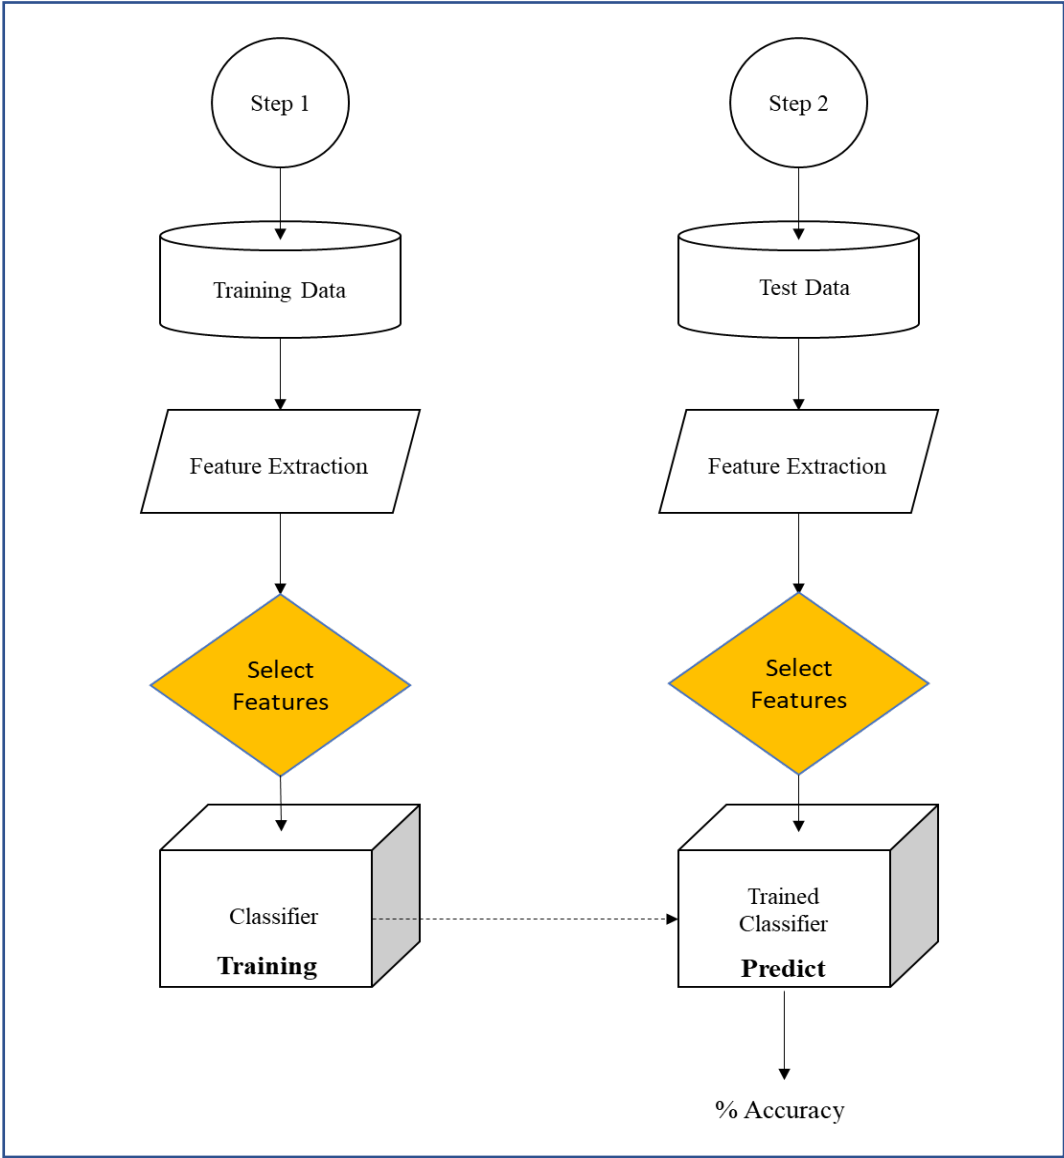 Step 1
Training Data
Feature Extraction
Select
Features
Classifier
Training
Step 2
Test Data
Feature Extraction
Select
Features
Trained
Classifier
Predict
% Accuracy